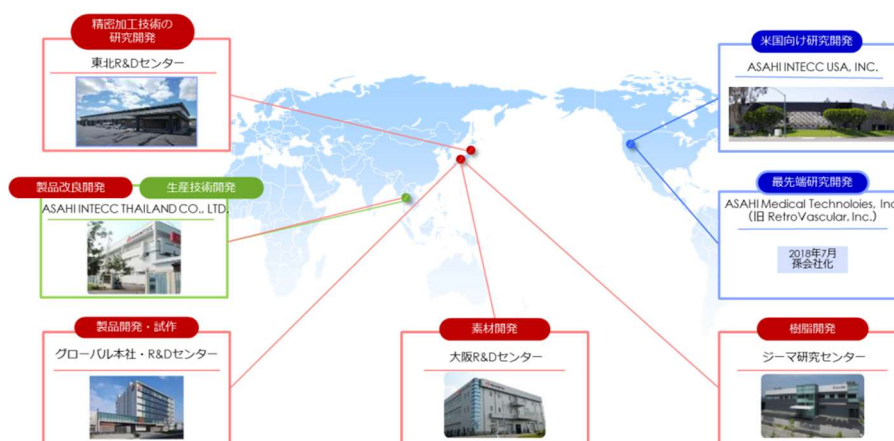 精密加工技術の
研究開発
東北R&Dセンター
米国向け研究開発
ASAHI INTECC USA, INC.
製品改良開発
生産技術開発
ASAHI INTECC THAILAND CO., LTD.
最先端研究開発
ASAHI Medical Technoloies, Inc
(旧 RetroVascular, Inc.)
2018年7月
孫会社化
製品開発・試作
グローバル本社・R&Dセンター
素材開発
大阪R&Dセンター
樹脂開発
ジーマ研究センター